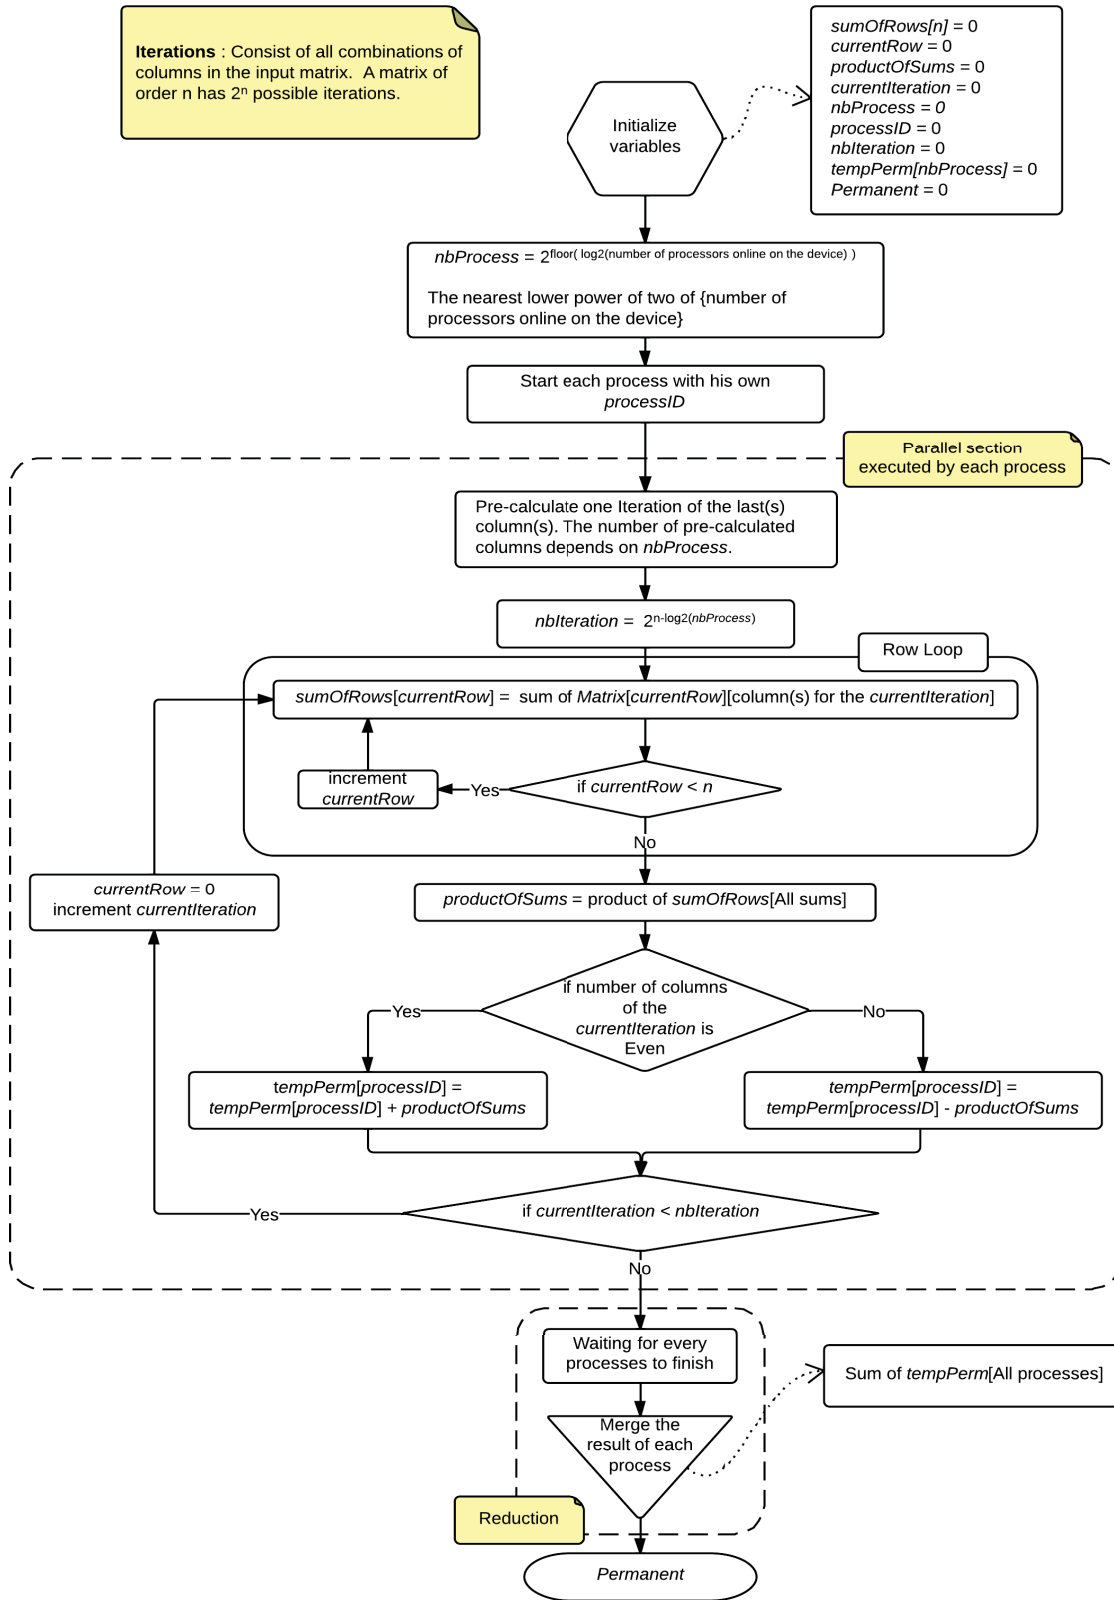 Iterations : Consist of all combinations of
columns in the input matrix. A matrix of
order n has 2ⁿ possible iterations.
sumOfRows[n] = 0
currentRow = 0
productOfSums = 0
currentIteration = 0
nbProcess = 0
processID = 0
nbIteration = 0
tempPerm[nbProcess] = 0
Permanent = 0
Initialize
variables
nbProcess = 2^floor( log2(number of processors online on the device) )
The nearest lower power of two of {number of
processors online on the device}
Start each process with his own
processID
Parallel section
executed by each process
Pre-calculate one Iteration of the last(s)
column(s). The number of pre-calculated
columns depends on nbProcess.
nbIteration = 2^n-log2(nbProcess)
Row Loop
sumOfRows[currentRow] = sum of Matrix[currentRow][column(s) for the currentIteration]
increment
currentRow
Yes
if currentRow < n
No
currentRow = 0
increment currentIteration
productOfSums = product of sumOfRows[All sums]
if number of columns
of the
currentIteration is
Even
Yes
No
tempPerm[processID] =
tempPerm[processID] + productOfSums
tempPerm[processID] =
tempPerm[processID] - productOfSums
if currentIteration < nbIteration
Yes
No
Waiting for every
processes to finish
Sum of tempPerm[All processes]
Merge the
result of each
process
Reduction
Permanent